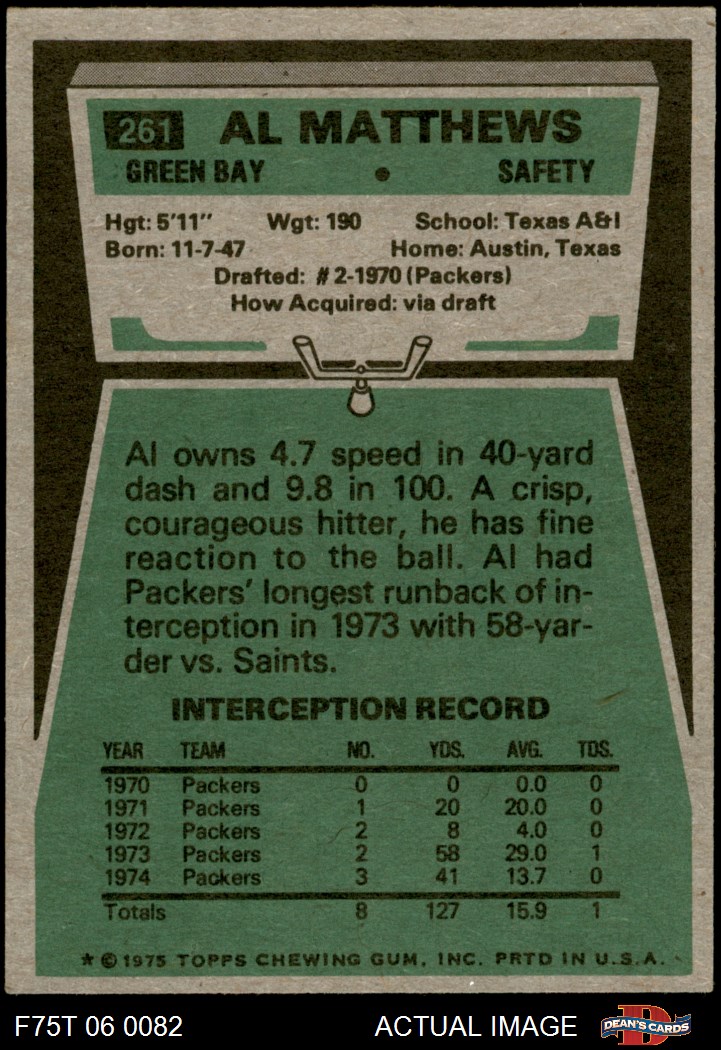 261 AL MATTHEWS
GREEN BAY • SAFETY
Hgt: 5'11" Wgt: 190 School: Texas A&I
Born: 11-7-47 Home: Austin, Texas
Drafted: #2-1970 (Packers)
How Acquired: via draft
Al owns 4.7 speed in 40-yard
dash and 9.8 in 100. A crisp,
courageous hitter, he has fine
reaction to the ball. Al had
Packers' longest runback of in-
terception in 1973 with 58-yar-
der vs. Saints.
INTERCEPTION RECORD
YEAR TEAM NO. YDS. AVG. TDS.
1970 Packers 0 0 0.0 0
1971 Packers 1 20 20.0 0
1972 Packers 2 8 4.0 0
1973 Packers 2 58 29.0 1
1974 Packers 3 41 13.7 0
Totals 8 127 15.9 1
* © 1975 TOPPS CHEWING GUM, INC. PRTD IN U.S.A.
F75T 06 0082 ACTUAL IMAGE D DEAN'S CARDS